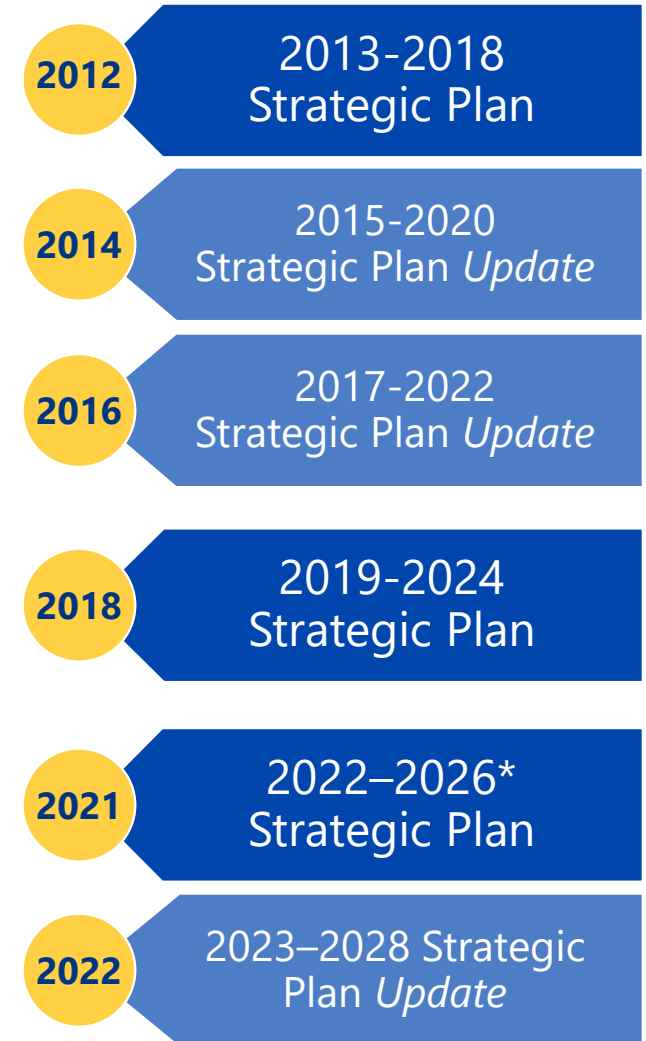 2012
2013-2018
Strategic Plan
2014
2015-2020
Strategic Plan Update
2016
2017-2022
Strategic Plan Update
2018
2019-2024
Strategic Plan
2021
2022–2026*
Strategic Plan
2022
2023–2028 Strategic
Plan Update